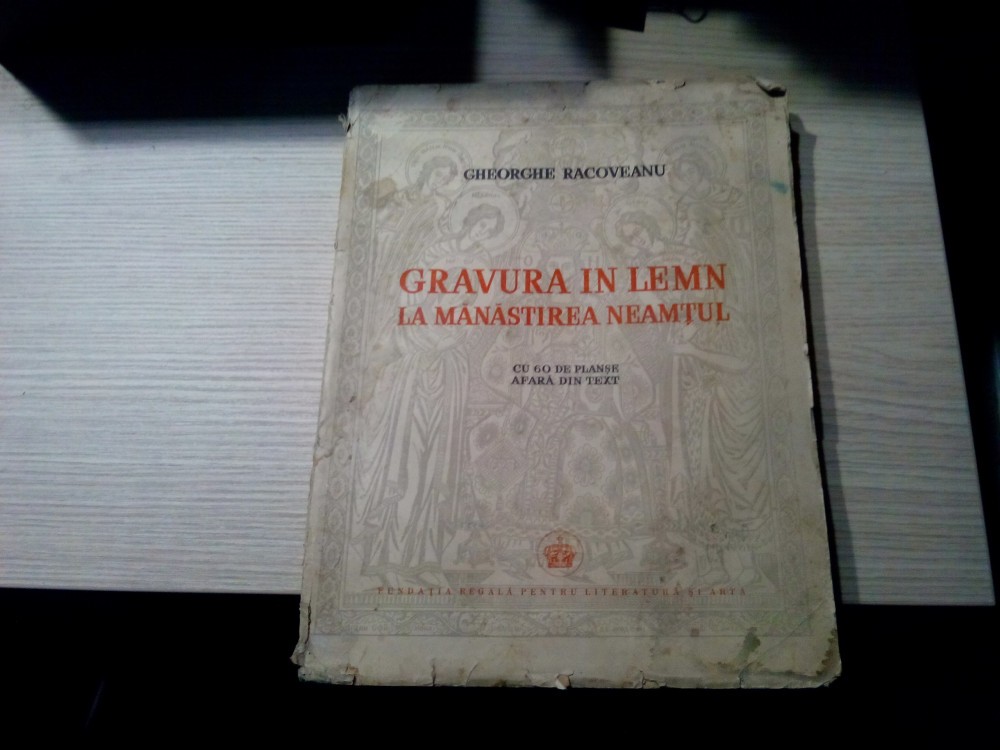 GHEORGHE RACOVEANU
GRAVURA IN LEMN
LA MĂNĂSTIREA NEAMȚUL
CU 60 DE PLANȘE
AFARĂ DIN TEXT
FUNDAȚIA REGALĂ PENTRU LITERATURĂ ȘI ARTĂ